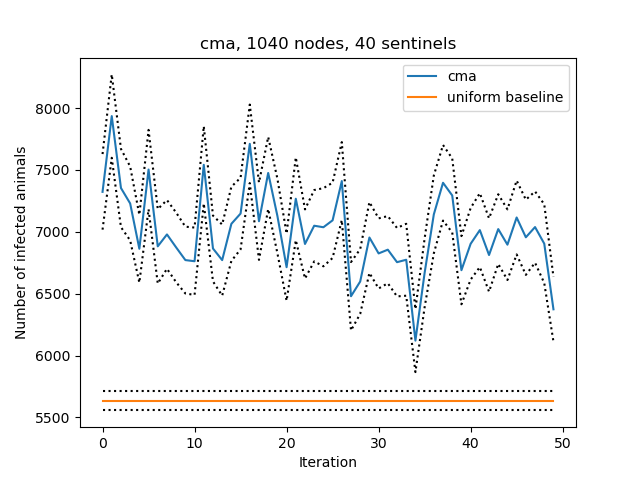 cma, 1040 nodes, 40 sentinels
cma
uniform baseline
Number of infected animals
8000
7500
7000
6500
6000
5500
0 10 20 30 40 50
Iteration